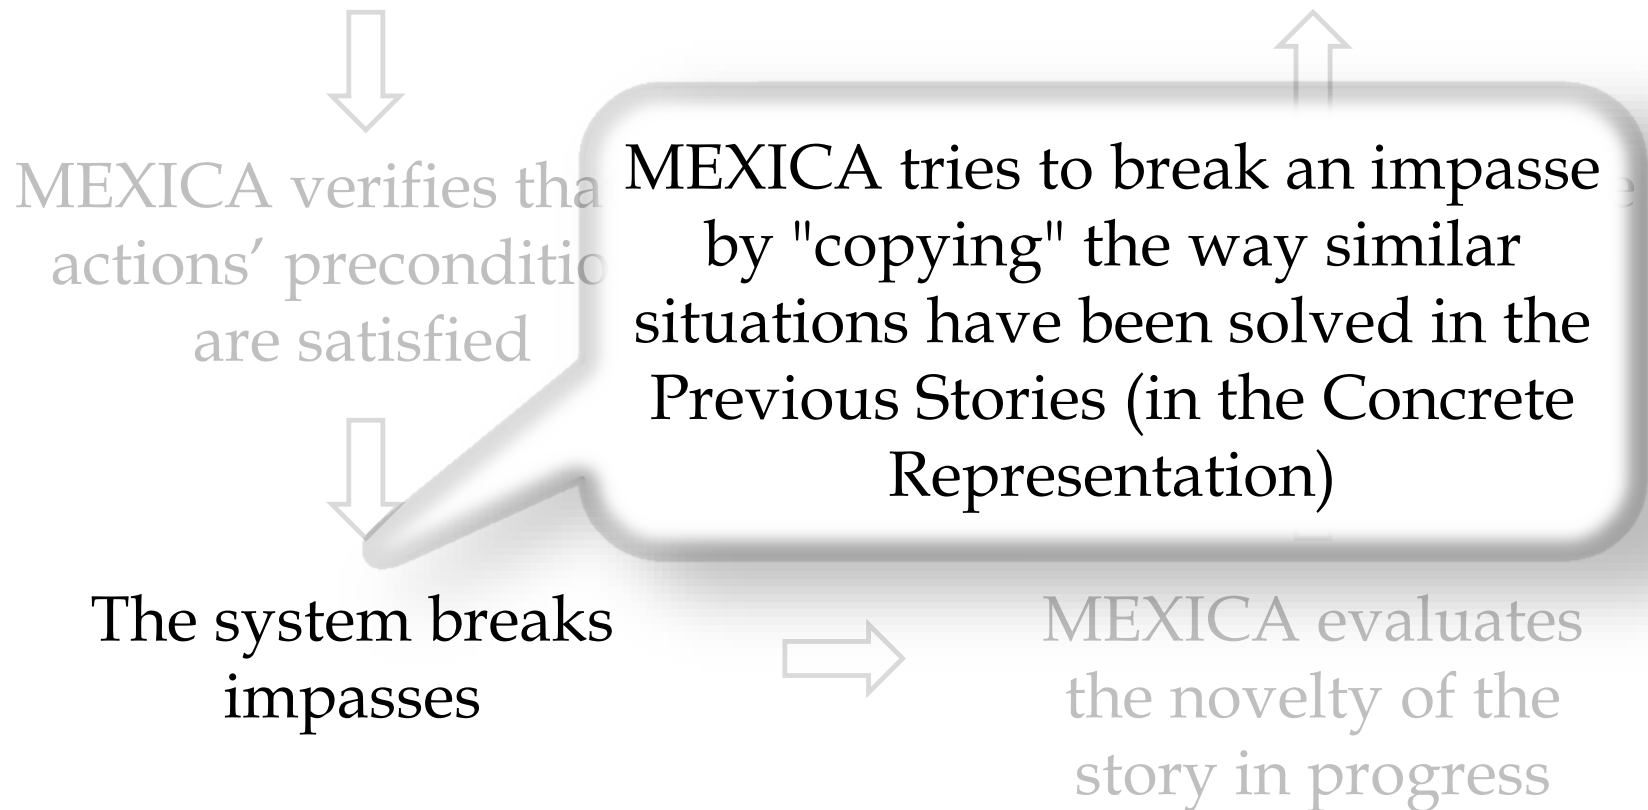 MEXICA verifies tha
actions’ preconditio
are satisfied
MEXICA tries to break an impasse
by "copying" the way similar
situations have been solved in the
Previous Stories (in the Concrete
Representation)
The system breaks
impasses
MEXICA evaluates
the novelty of the
story in progress